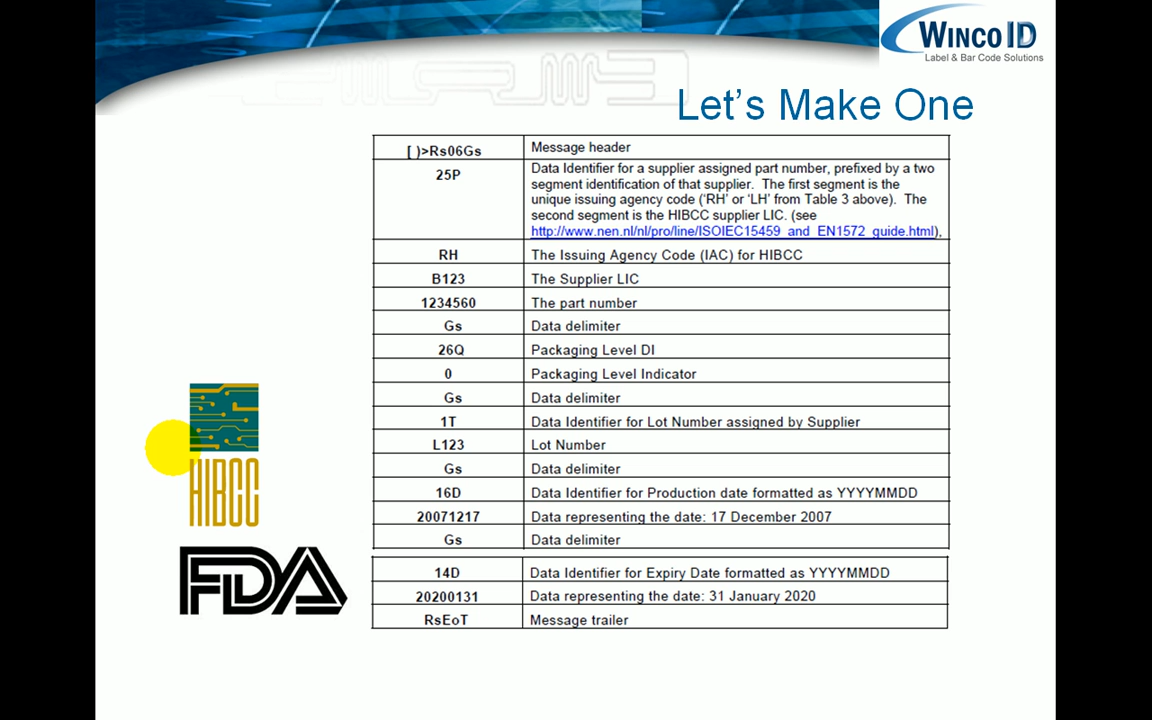 WINCO ID
Label & Bar Code Solutions
Let's Make One
[ )>Rs06Gs Message header
25P Data Identifier for a supplier assigned part number, prefixed by a two
segment identification of that supplier. The first segment is the
unique issuing agency code ('RH' or 'LH' from Table 3 above). The
second segment is the HIBCC supplier LIC. (see
http://www.nen.nl/nl/pro/line/ISOIEC15459_and_EN1572_guide.html),
RH The Issuing Agency Code (IAC) for HIBCC
B123 The Supplier LIC
1234560 The part number
Gs Data delimiter
26Q Packaging Level DI
0 Packaging Level Indicator
Gs Data delimiter
1T Data Identifier for Lot Number assigned by Supplier
L123 Lot Number
Gs Data delimiter
16D Data Identifier for Production date formatted as YYYYMMDD
20071217 Data representing the date: 17 December 2007
Gs Data delimiter
14D Data Identifier for Expiry Date formatted as YYYYMMDD
20200131 Data representing the date: 31 January 2020
RsEoT Message trailer
HIBCC
FDA